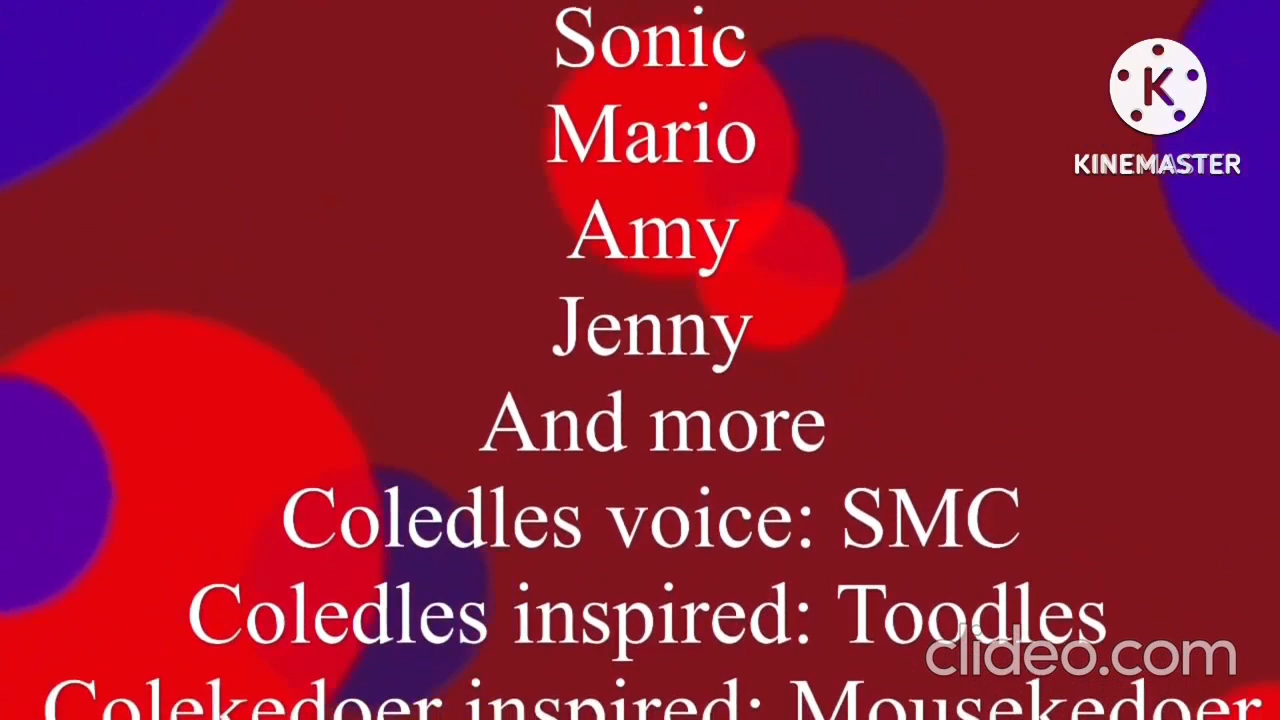 Sonic
Mario
Amy
Jenny
And more
Coledles voice: SMC
Coledles inspired: Toodles
Colekedoer inspired: Mousekedoer
K
KINEMASTER
clideo.com